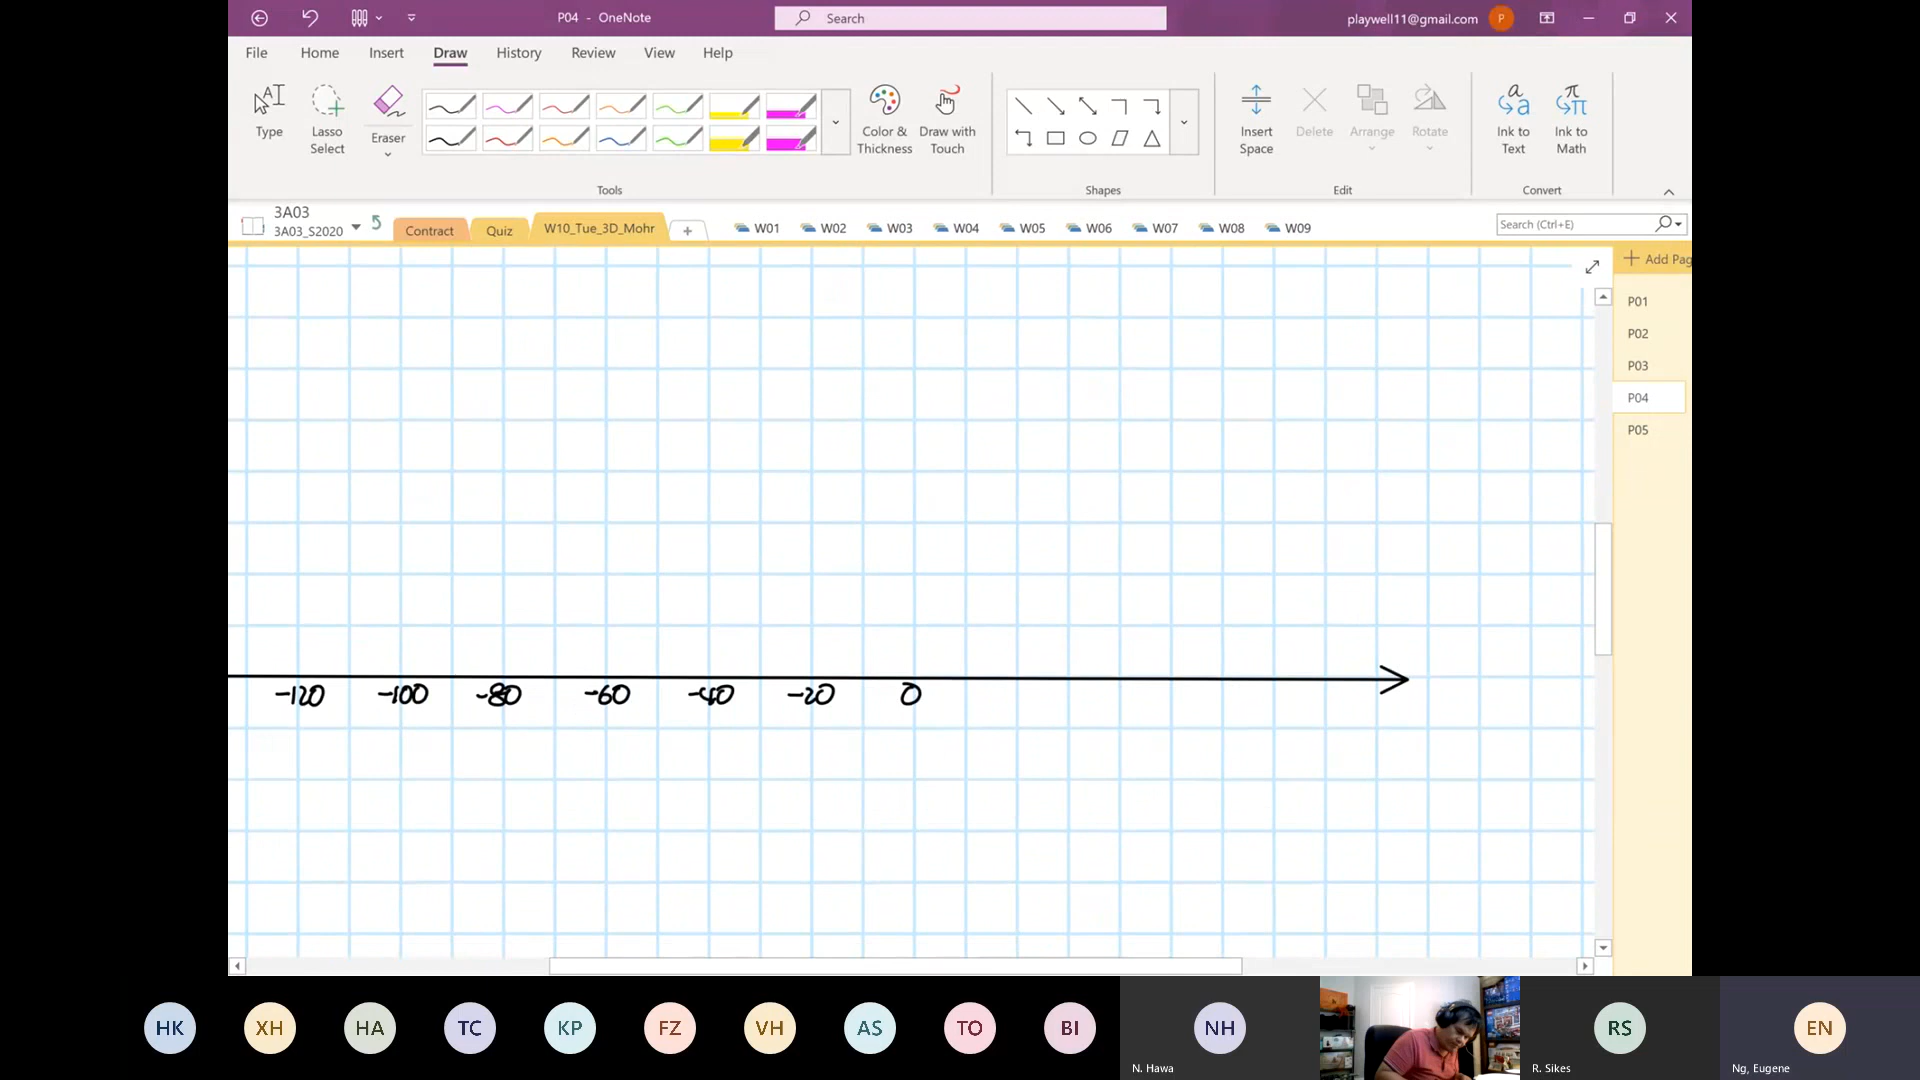 P04 - OneNote
Search
playwell11@gmail.com
P
File Home Insert Draw History Review View Help
Type
Lasso Select
Eraser
Color & Thickness
Draw with Touch
Insert Space
Delete
Arrange
Rotate
Ink to Text
Ink to Math
Tools
Shapes
Edit
Convert
3A03
3A03_S2020
Contract
Quiz
W10_Tue_3D_Mohr
W01 W02 W03 W04 W05 W06 W07 W08 W09
Search (Ctrl+E)
Add Pag
P01
P02
P03
P04
P05
-120 -100 -80 -60 -40 -20 0
HK XH HA TC KP FZ VH AS TO BI NH RS EN
N. Hawa
R. Sikes
Ng, Eugene